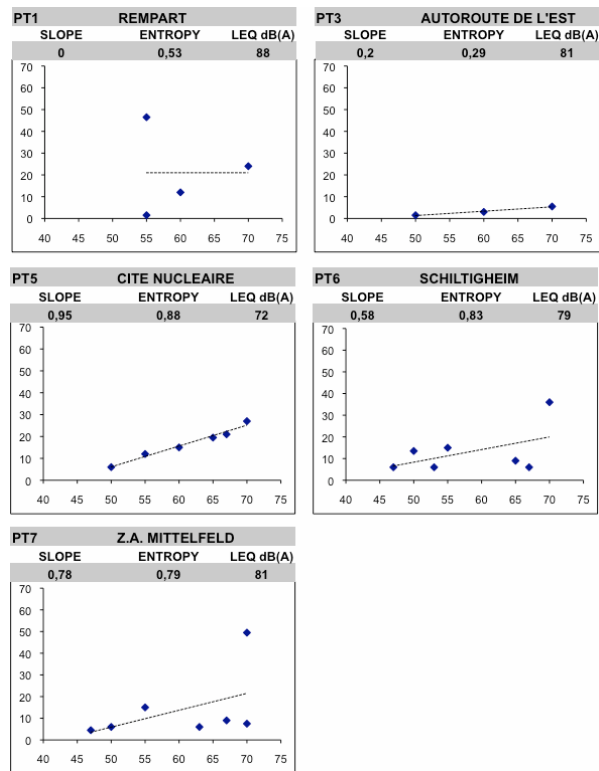 PT1 REMPART
SLOPE ENTROPY LEQ dB(A)
0 0,53 88
70
60
50
40
30
20
10
0
40 45 50 55 60 65 70 75
PT3 AUTOROUTE DE L'EST
SLOPE ENTROPY LEQ dB(A)
0,2 0,29 81
70
60
50
40
30
20
10
0
40 45 50 55 60 65 70 75
PT5 CITE NUCLEAIRE
SLOPE ENTROPY LEQ dB(A)
0,95 0,88 72
70
60
50
40
30
20
10
0
40 45 50 55 60 65 70 75
PT6 SCHILTIGHEIM
SLOPE ENTROPY LEQ dB(A)
0,58 0,83 79
70
60
50
40
30
20
10
0
40 45 50 55 60 65 70 75
PT7 Z.A. MITTELFELD
SLOPE ENTROPY LEQ dB(A)
0,78 0,79 81
70
60
50
40
30
20
10
0
40 45 50 55 60 65 70 75